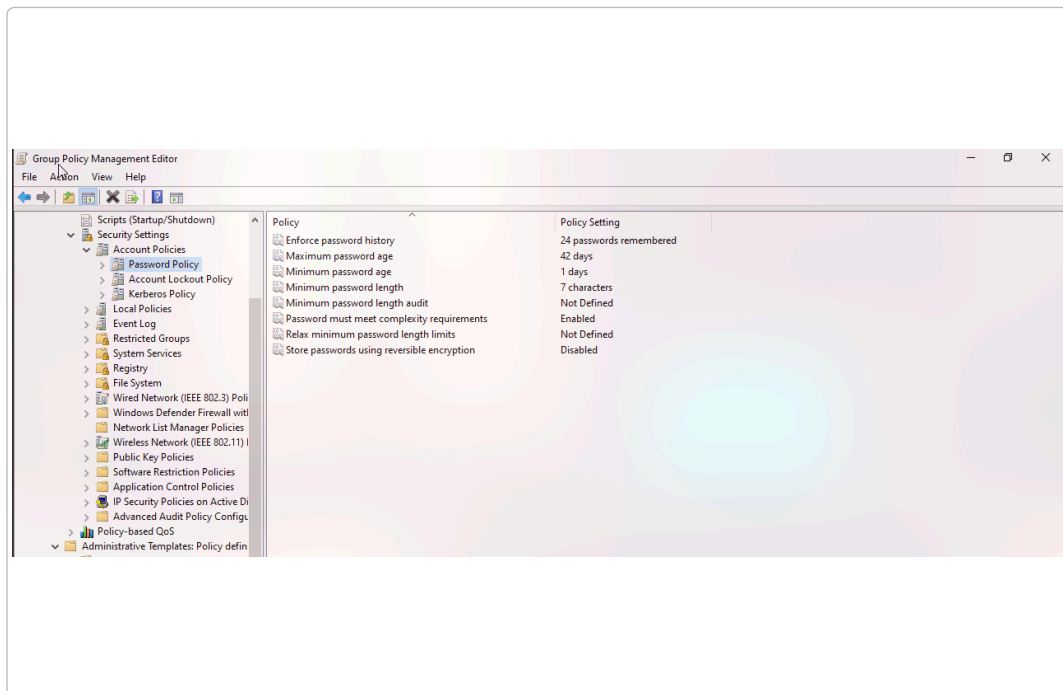 Group Policy Management Editor
File Action View Help
Scripts (Startup/Shutdown)
Security Settings
Account Policies
Password Policy
Account Lockout Policy
Kerberos Policy
Local Policies
Event Log
Restricted Groups
System Services
Registry
File System
Wired Network (IEEE 802.3) Poli
Windows Defender Firewall wit
Network List Manager Policies
Wireless Network (IEEE 802.11)
Public Key Policies
Software Restriction Policies
Application Control Policies
IP Security Policies on Active Di
Advanced Audit Policy Configu
Policy-based QoS
Administrative Templates: Policy defin
Policy Policy Setting
Enforce password history 24 passwords remembered
Maximum password age 42 days
Minimum password age 1 days
Minimum password length 7 characters
Minimum password length audit Not Defined
Password must meet complexity requirements Enabled
Relax minimum password length limits Not Defined
Store passwords using reversible encryption Disabled